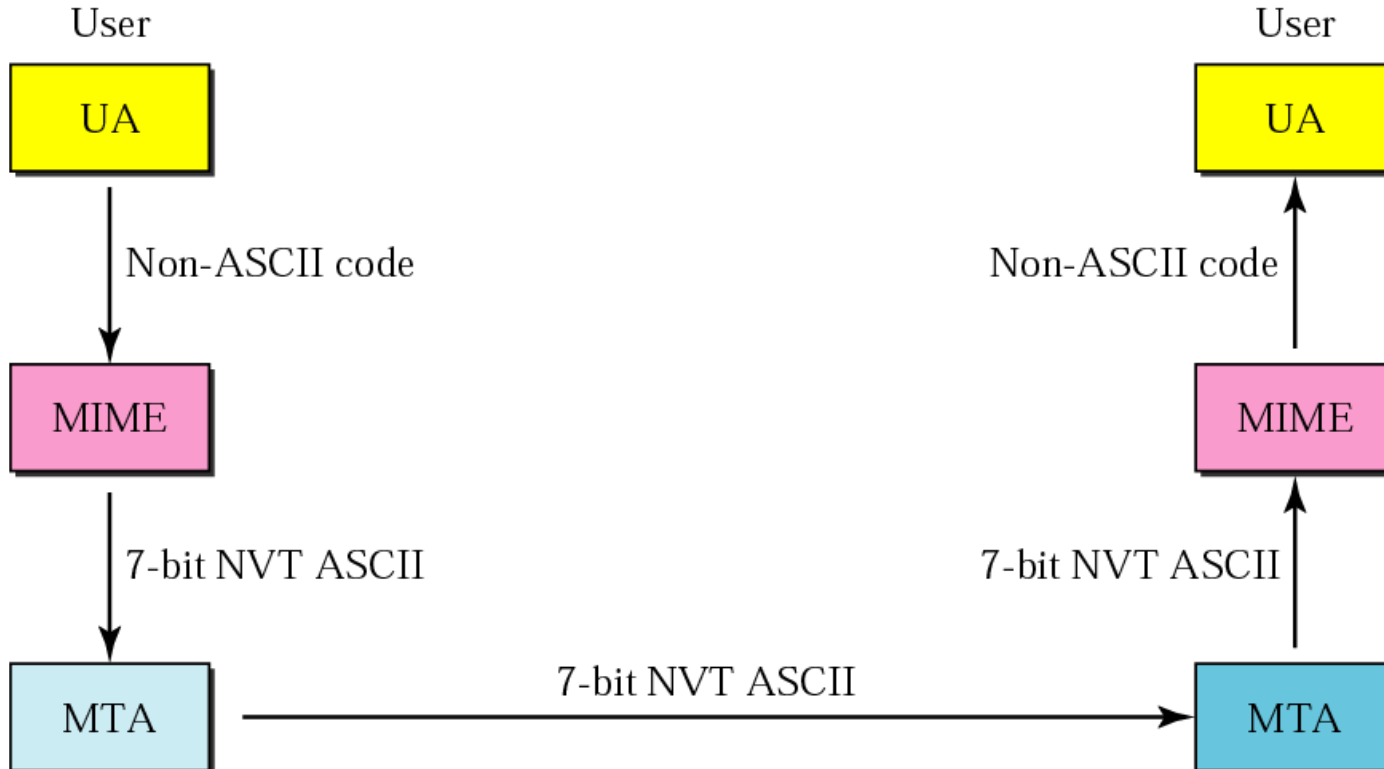 User
User
UA
UA
Non-ASCII code
Non-ASCII code
MIME
MIME
7-bit NVT ASCII
7-bit NVT ASCII
7-bit NVT ASCII
MTA
MTA